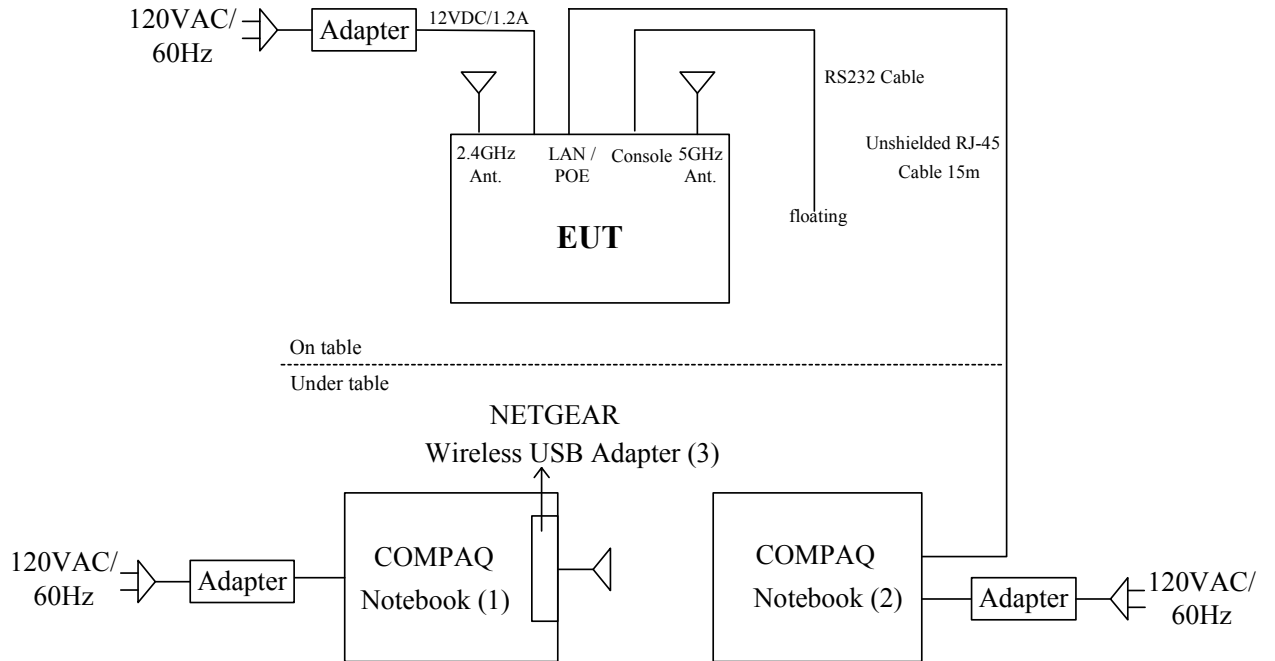 120VAC/
60Hz
Adapter
12VDC/1.2A
RS232 Cable
Unshielded RJ-45
Cable 15m
2.4GHz
Ant.
LAN /
POE
Console
5GHz
Ant.
floating
EUT
On table
Under table
NETGEAR
Wireless USB Adapter (3)
120VAC/
60Hz
Adapter
COMPAQ
Notebook (1)
COMPAQ
Notebook (2)
Adapter
120VAC/
60Hz